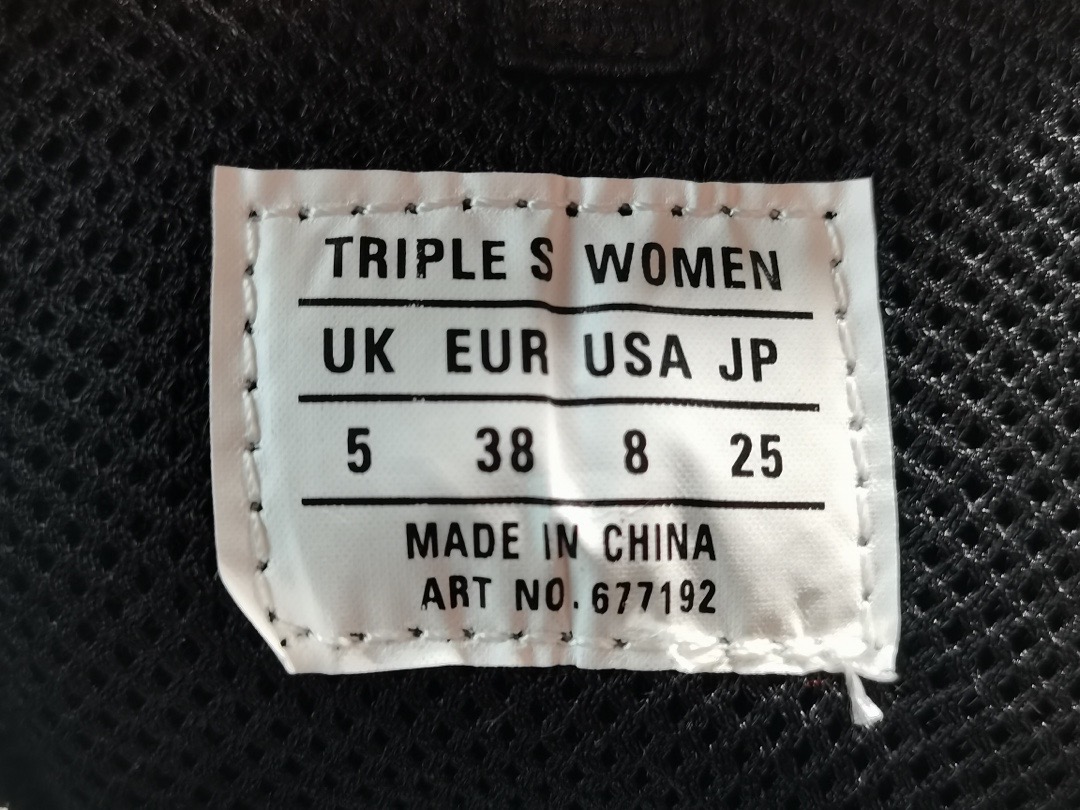 TRIPLE S WOMEN
UK EUR USA JP
5 38 8 25
MADE IN CHINA
ART NO.677192